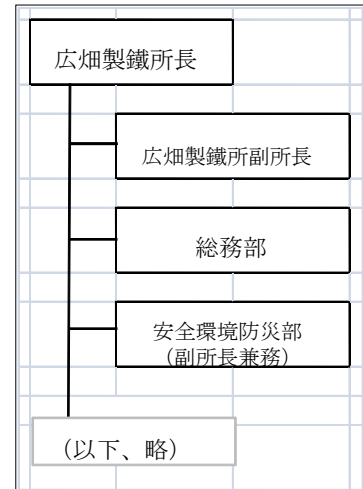 広畑製鐵所長
広畑製鐵所副所長
総務部
安全環境防災部
（副所長兼務）
（以下、略）